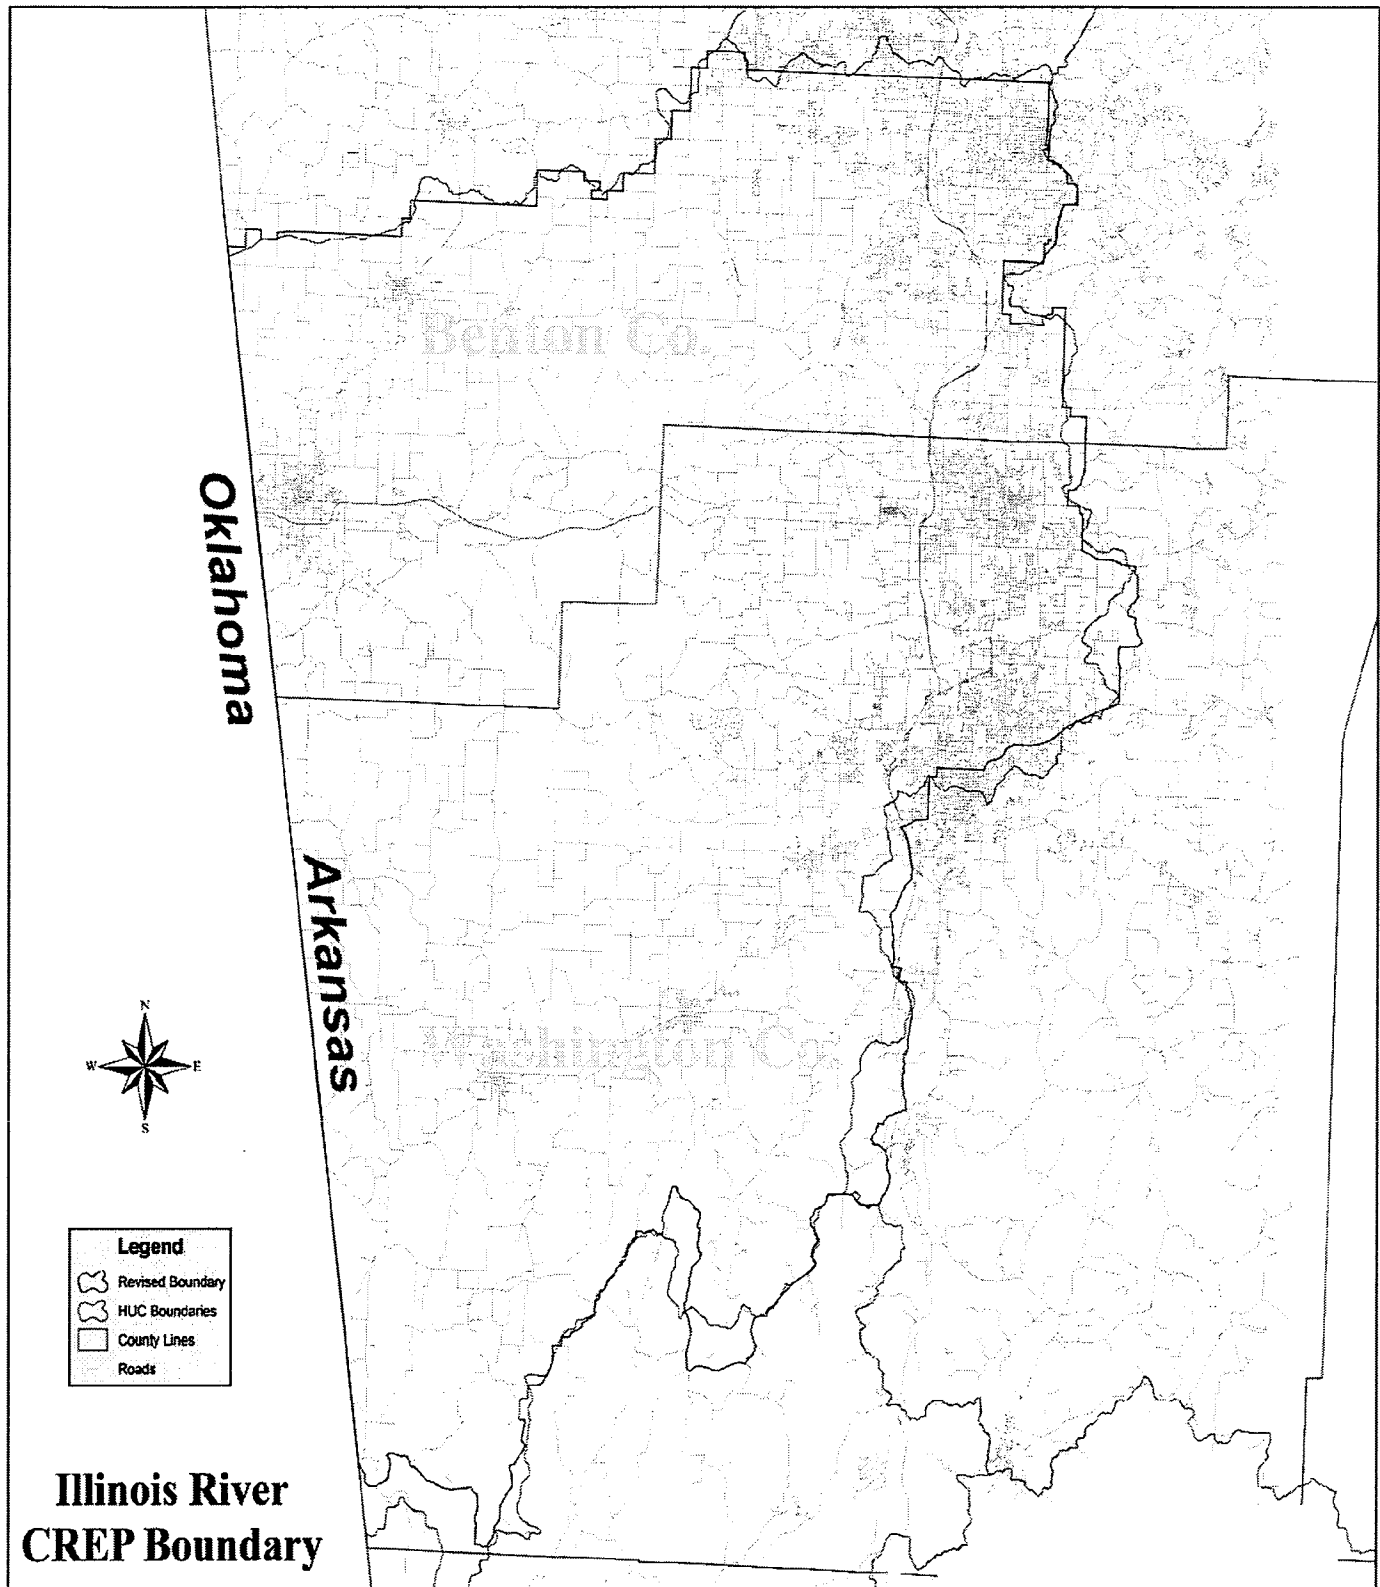 Benton Co.
Oklahoma
Arkansas
Washington Co.
N
W
E
S
Legend
Revised Boundary
HUC Boundaries
County Lines
Roads
Illinois River
CREP Boundary